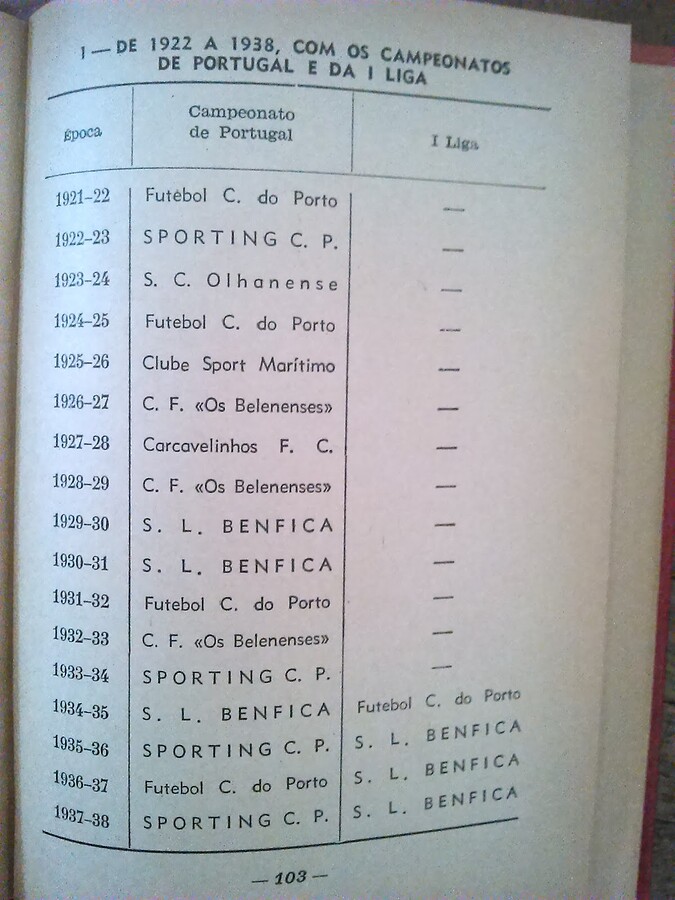 I — DE 1922 A 1938, COM OS CAMPEONATOS
DE PORTUGAL E DA I LIGA
Época Campeonato de Portugal I Liga
1921-22 Futebol C. do Porto —
1922-23 SPORTING C. P. —
1923-24 S. C. Olhanense —
1924-25 Futebol C. do Porto —
1925-26 Clube Sport Marítimo —
1926-27 C. F. «Os Belenenses» —
1927-28 Carcavelinhos F. C. —
1928-29 C. F. «Os Belenenses» —
1929-30 S. L. BENFICA —
1930-31 S. L. BENFICA —
1931-32 Futebol C. do Porto —
1932-33 C. F. «Os Belenenses» —
1933-34 SPORTING C. P. —
1934-35 S. L. BENFICA Futebol C. do Porto
1935-36 SPORTING C. P. S. L. BENFICA
1936-37 Futebol C. do Porto S. L. BENFICA
1937-38 SPORTING C. P. S. L. BENFICA
— 103 —